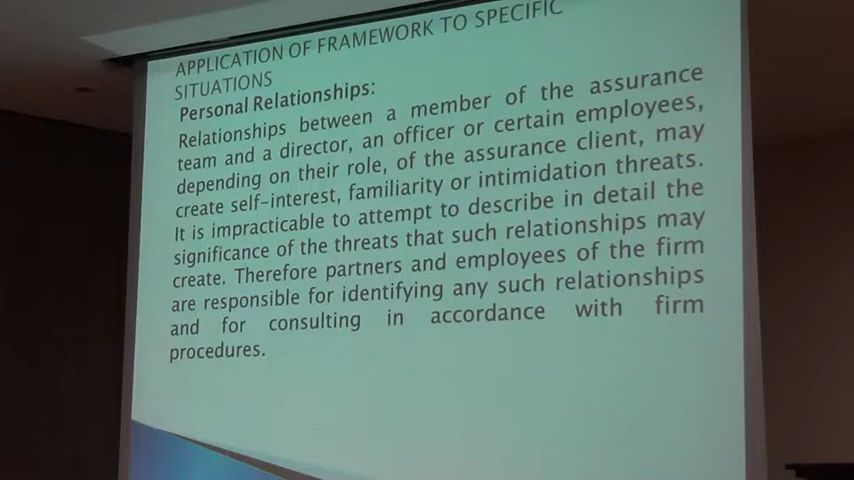 APPLICATION OF FRAMEWORK TO SPECIFIC
SITUATIONS
Personal Relationships:
Relationships between a member of the assurance
team and a director, an officer or certain employees,
depending on their role, of the assurance client, may
create self-interest, familiarity or intimidation threats.
It is impracticable to attempt to describe in detail the
significance of the threats that such relationships may
create. Therefore partners and employees of the firm
are responsible for identifying any such relationships
and for consulting in accordance with firm
procedures.